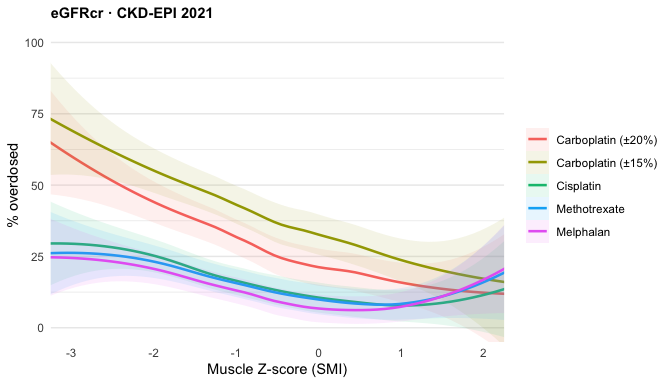 eGFRcr · CKD-EPI 2021
100
75
50
25
0
% overdosed
-3 -2 -1 0 1 2
Muscle Z-score (SMI)
Carboplatin (±20%)
Carboplatin (±15%)
Cisplatin
Methotrexate
Melphalan